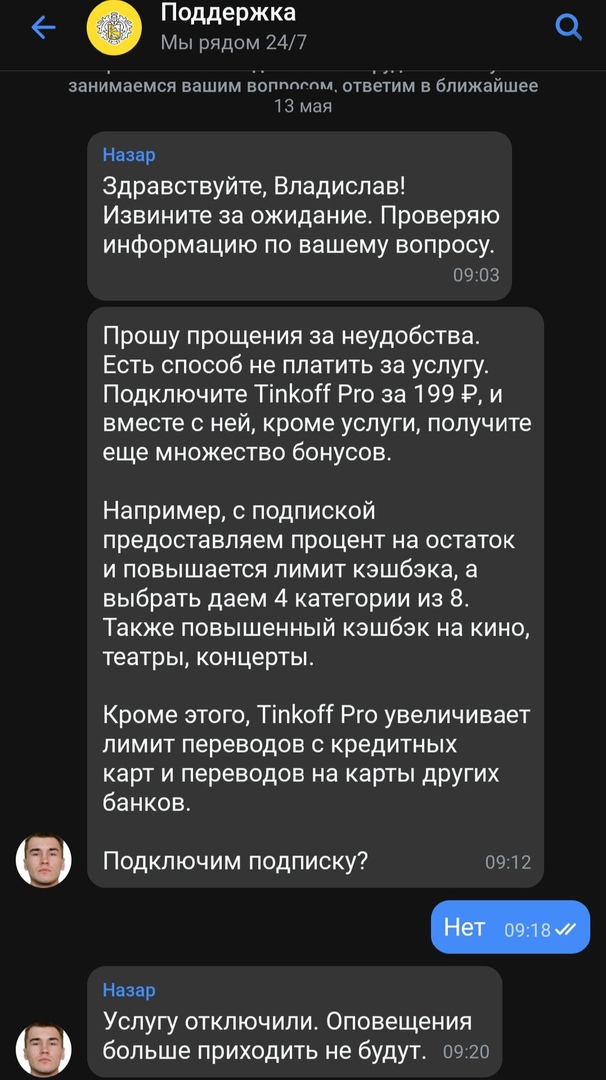 Поддержка
Мы рядом 24/7
занимаемся вашим вопросом, ответим в ближайшее
13 мая
Назар
Здравствуйте, Владислав!
Извините за ожидание. Проверяю
информацию по вашему вопросу.
09:03
Прошу прощения за неудобства.
Есть способ не платить за услугу.
Подключите Tinkoff Pro за 199 ₽, и
вместе с ней, кроме услуги, получите
еще множество бонусов.
Например, с подпиской
предоставляем процент на остаток
и повышается лимит кэшбэка, а
выбрать даем 4 категории из 8.
Также повышенный кэшбэк на кино,
театры, концерты.
Кроме этого, Tinkoff Pro увеличивает
лимит переводов с кредитных
карт и переводов на карты других
банков.
Подключим подписку? 09:12
Нет 09:18
Назар
Услугу отключили. Оповещения
больше приходить не будут. 09:20